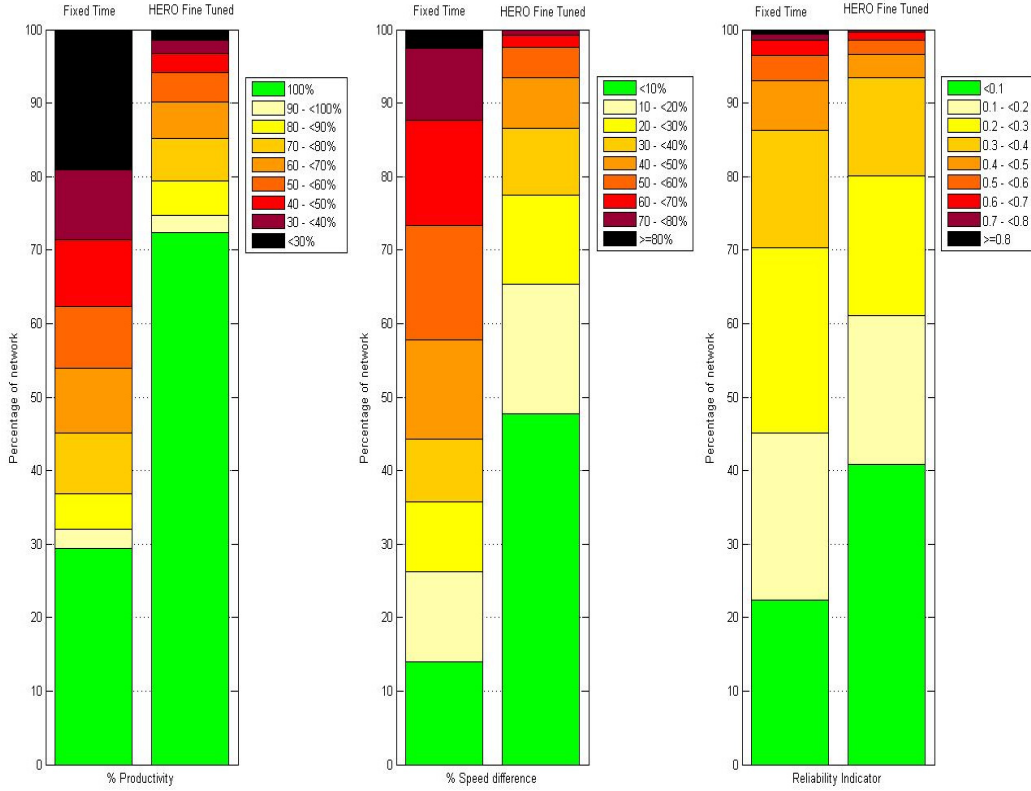 Fixed Time
HERO Fine Tuned
100
90
80
70
60
50
40
30
20
10
0
Percentage of network
% Productivity
100%
90 - <100%
80 - <90%
70 - <80%
60 - <70%
50 - <60%
40 - <50%
30 - <40%
<30%
Fixed Time
HERO Fine Tuned
100
90
80
70
60
50
40
30
20
10
0
Percentage of network
% Speed difference
<10%
10 - <20%
20 - <30%
30 - <40%
40 - <50%
50 - <60%
60 - <70%
70 - <80%
>=80%
Fixed Time
HERO Fine Tuned
100
90
80
70
60
50
40
30
20
10
0
Percentage of network
Reliability Indicator
<0.1
0.1 - <0.2
0.2 - <0.3
0.3 - <0.4
0.4 - <0.5
0.5 - <0.6
0.6 - <0.7
0.7 - <0.8
>=0.8